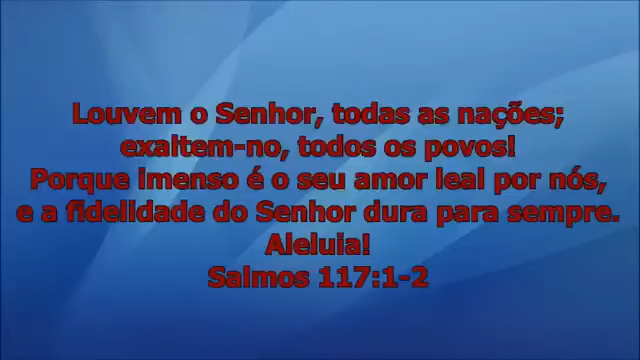 Louvem o Senhor, todas as nações;
exaltem-no, todos os povos!
Porque imenso é o seu amor leal por nós,
e a fidelidade do Senhor dura para sempre.
Aleluia!
Salmos 117:1-2